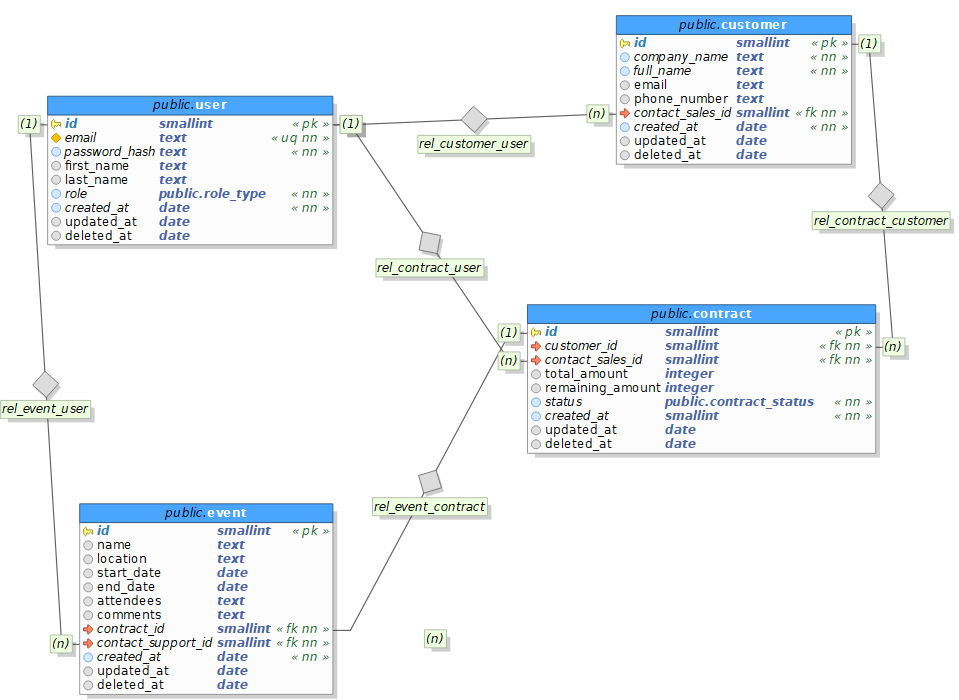 public.customer
id smallint « pk »
company_name text « nn »
full_name text « nn »
email text
phone_number text
contact_sales_id smallint « fk nn »
created_at date « nn »
updated_at date
deleted_at date
(1)
(n)
public.user
id smallint « pk »
email text « uq nn »
password_hash text « nn »
first_name text
last_name text
role public.role_type « nn »
created_at date « nn »
updated_at date
deleted_at date
(1)
(1)
rel_customer_user
rel_contract_customer
rel_contract_user
public.contract
id smallint « pk »
customer_id smallint « fk nn »
contact_sales_id smallint « fk nn »
total_amount integer
remaining_amount integer
status public.contract_status « nn »
created_at smallint « nn »
updated_at date
deleted_at date
(1)
(n)
(n)
rel_event_user
rel_event_contract
public.event
id smallint « pk »
name text
location text
start_date date
end_date date
attendees text
comments text
contract_id smallint « fk nn »
contact_support_id smallint « fk nn »
created_at date « nn »
updated_at date
deleted_at date
(n)
(n)